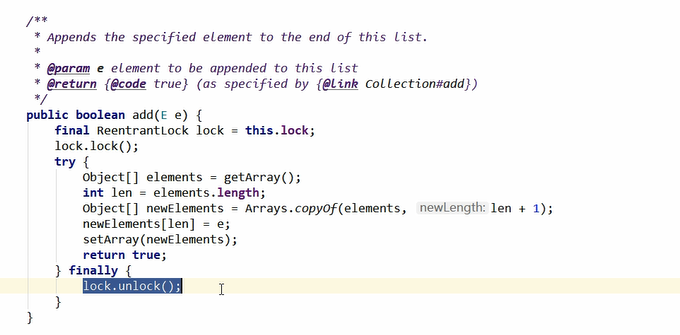 /**
 * Appends the specified element to the end of this list.
 *
 * @param e element to be appended to this list
 * @return {@code true} (as specified by {@link Collection#add})
 */
public boolean add(E e) {
    final ReentrantLock lock = this.lock;
    lock.lock();
    try {
        Object[] elements = getArray();
        int len = elements.length;
        Object[] newElements = Arrays.copyOf(elements, newLength: len + 1);
        newElements[len] = e;
        setArray(newElements);
        return true;
    } finally {
        lock.unlock();
    }
}